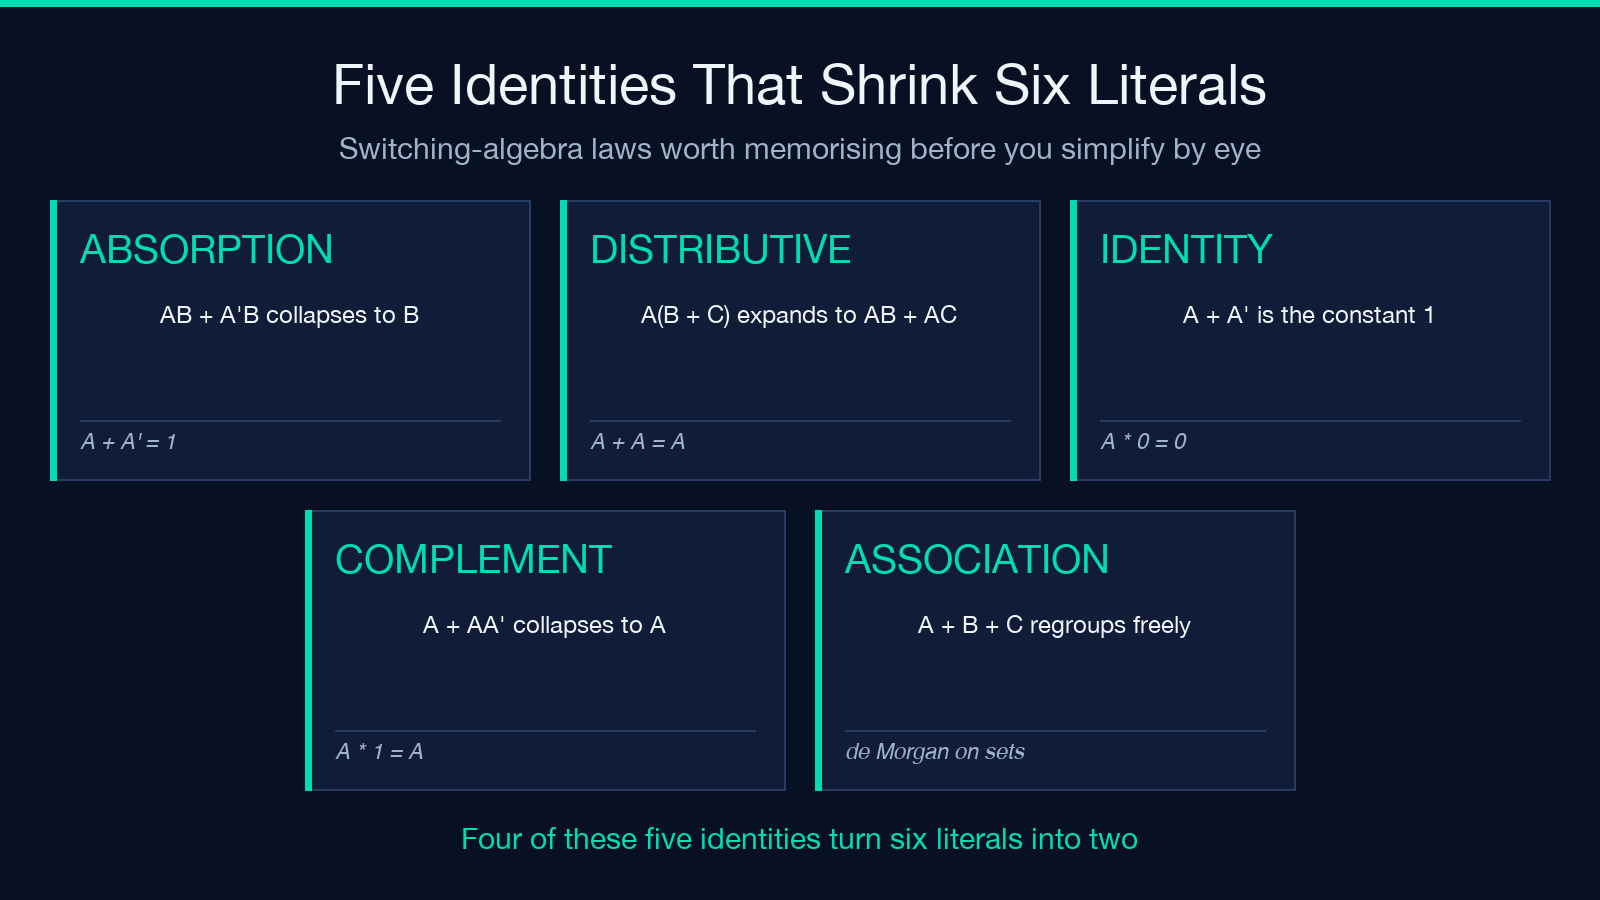 Five Identities That Shrink Six Literals
Switching-algebra laws worth memorising before you simplify by eye
ABSORPTION
AB + A'B collapses to B
A + A' = 1
DISTRIBUTIVE
A(B + C) expands to AB + AC
A + A = A
IDENTITY
A + A' is the constant 1
A * 0 = 0
COMPLEMENT
A + AA' collapses to A
A * 1 = A
ASSOCIATION
A + B + C regroups freely
de Morgan on sets
Four of these five identities turn six literals into two